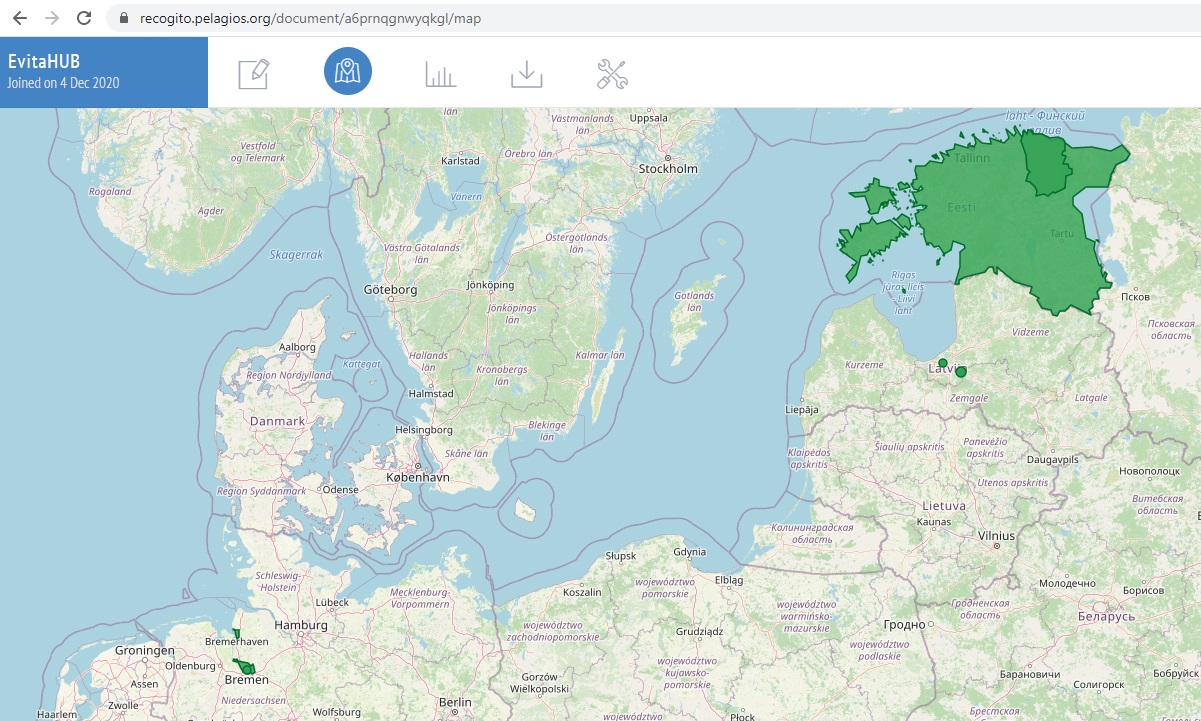 recogito.pelagios.org/document/a6prnqgnwyqkgl/map
EvitaHUB
Joined on 4 Dec 2020
laht - Финский
залив
Uppsala
Västmanlands
län
Örebro län
Karlstad
Stockholm
Vestfold
og Telemark
Rogaland
Agder
Vänern
Tallinn
Eesti
Tartu
Skagerrak
Västra Götalands
län
Östergötlands
län
Göteborg
Jönköping
Jönköpings
län
Gotlands
län
Rigas
jūras līcis
Liivi
laht
Псков
Псковская
область
Vidzeme
Aalborg
Kattegat
Region Nordjylland
Hallands
län
Kronobergs
län
Kalmar län
Kurzeme
Latvija
Zemgale
Latgale
Liepāja
Halmstad
Danmark
Helsingborg
Blekinge
län
Skåne län
København
Odense
Region Syddanmark
Klaipėdos
apskritis
Šiaulių apskritis
Panevėžio
apskritis
Utenos apskritis
Daugavpils
Новополоцк
Витебская
область
Lietuva
Kaunas
Vilnius
Калининградская
область
Słupsk
Gdynia
Elbląg
Koszalin
województwo
pomorskie
Schleswig-
Holstein
Mecklenburg-
Vorpommern
Lübeck
Hamburg
Bremerhaven
Groningen
Oldenburg
Bremen
Assen
Zwolle
Haarlem
Niedersachsen
Wolfsburg
Berlin
województwo
zachodniopomorskie
Gorzów
Wielkopolski
Grudziądz
województwo
kujawsko-
pomorskie
województwo
warmińsko-
mazurskie
województwo
podlaskie
Płock
województwo
Молодечно
Борисов
Гродненская
область
Гродно
Беларусь
Барановичи
Солигорск
Бобруйск
Брестская